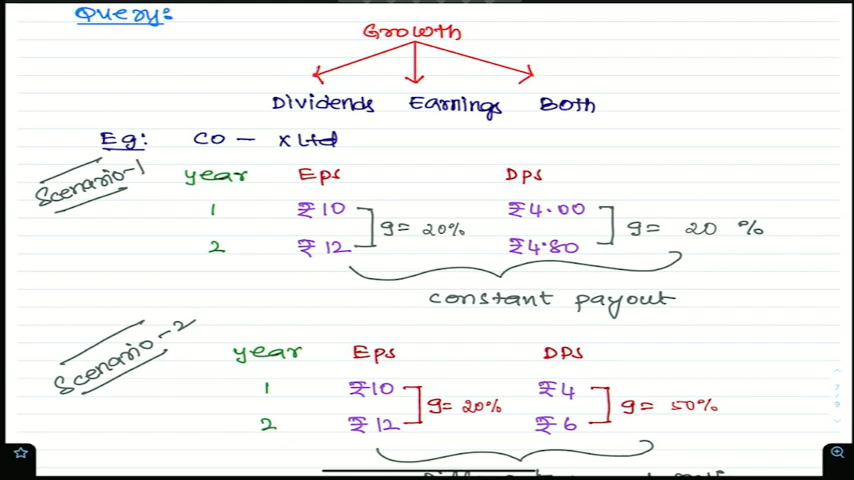 Query:
Growth
Dividends Earnings Both
Eg: CO - X Ltd
Scenario-1
year Eps DPS
1 ₹10 ₹4.00
g= 20% g= 20 %
2 ₹12 ₹4.80
constant payout
Scenario-2
year Eps DPS
1 ₹10 ₹4
g= 20% g= 50%
2 ₹12 ₹6